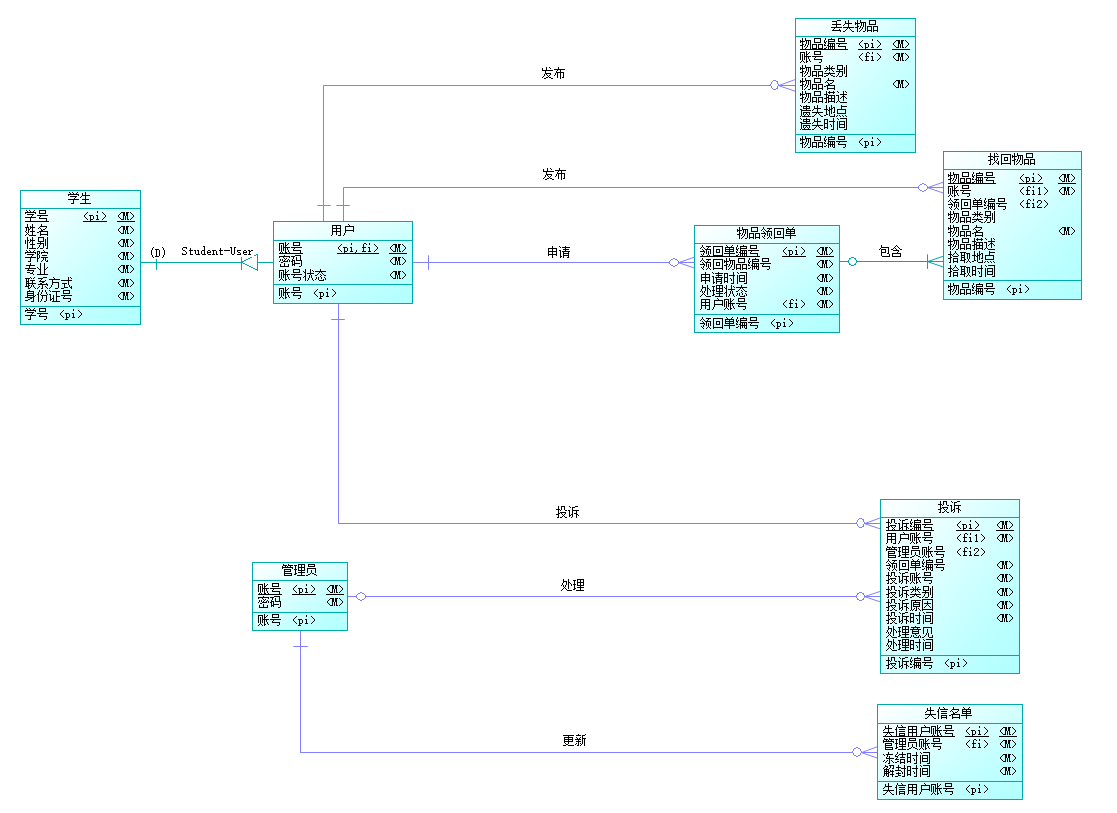 丢失物品
物品编号 <pi> <M>
账号 <fi> <M>
物品类别
物品名 <M>
物品描述
遗失地点
遗失时间
物品编号 <pi>
发布
找回物品
物品编号 <pi> <M>
账号 <fi1> <M>
领回单编号 <fi2>
物品类别
物品名 <M>
物品描述
拾取地点
拾取时间
物品编号 <pi>
发布
学生
学号 <pi> <M>
姓名 <M>
性别 <M>
学院 <M>
专业 <M>
联系方式 <M>
身份证号 <M>
学号 <pi>
(D)
Student-User
用户
账号 <pi,fi> <M>
密码 <M>
账号状态 <M>
账号 <pi>
申请
物品领回单
领回单编号 <pi> <M>
领回物品编号 <M>
申请时间 <M>
处理状态 <M>
用户账号 <fi> <M>
领回单编号 <pi>
包含
投诉
投诉
投诉编号 <pi> <M>
用户账号 <fi1> <M>
管理员账号 <fi2>
领回单编号 <M>
投诉账号 <M>
投诉类别 <M>
投诉原因 <M>
投诉时间 <M>
处理意见
处理时间
投诉编号 <pi>
管理员
账号 <pi> <M>
密码 <M>
账号 <pi>
处理
更新
失信名单
失信用户账号 <pi> <M>
管理员账号 <fi> <M>
冻结时间 <M>
解封时间 <M>
失信用户账号 <pi>